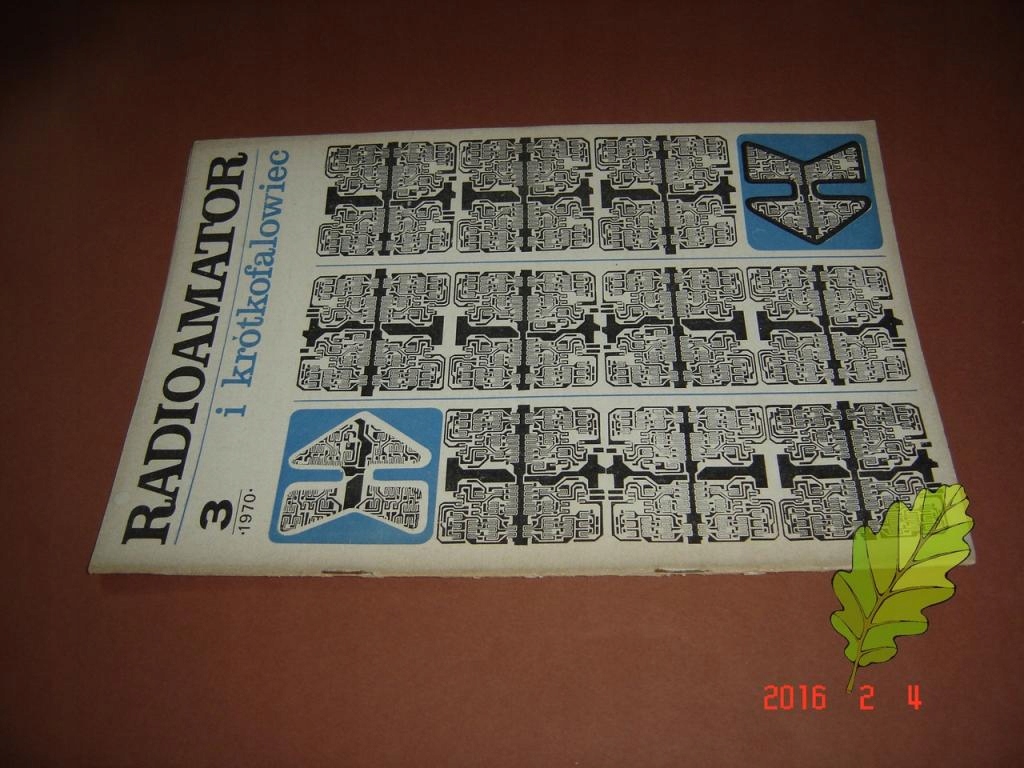 RADIOAMATOR
i krótkofalowiec
3
·1970·
2016 2 4